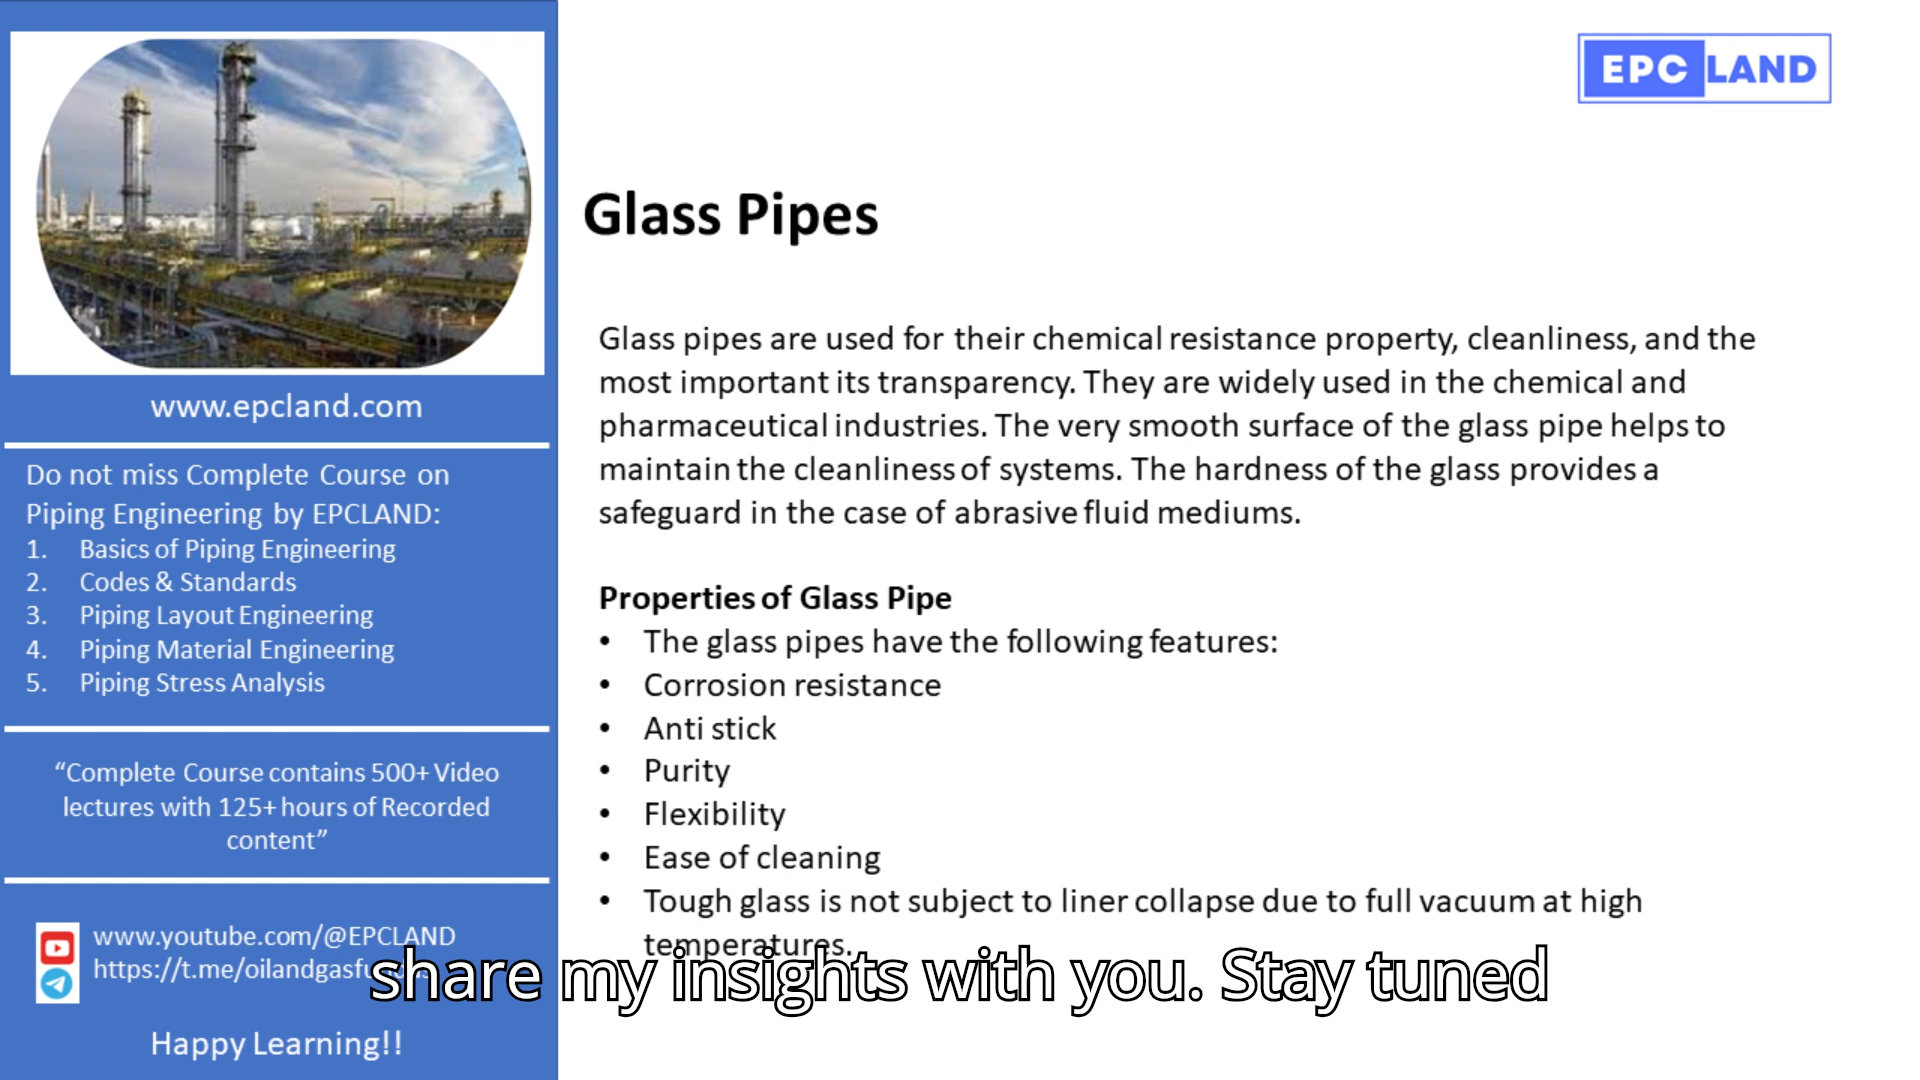 EPC LAND
www.epcland.com
Do not miss Complete Course on
Piping Engineering by EPCLAND:
1. Basics of Piping Engineering
2. Codes & Standards
3. Piping Layout Engineering
4. Piping Material Engineering
5. Piping Stress Analysis
“Complete Course contains 500+ Video
lectures with 125+ hours of Recorded
content”
www.youtube.com/@EPCLAND
Happy Learning!!
Glass Pipes
Glass pipes are used for their chemical resistance property, cleanliness, and the
most important its transparency. They are widely used in the chemical and
pharmaceutical industries. The very smooth surface of the glass pipe helps to
maintain the cleanliness of systems. The hardness of the glass provides a
safeguard in the case of abrasive fluid mediums.
Properties of Glass Pipe
• The glass pipes have the following features:
• Corrosion resistance
• Anti stick
• Purity
• Flexibility
• Ease of cleaning
• Tough glass is not subject to liner collapse due to full vacuum at high
temperatures.
share my insights with you. Stay tuned